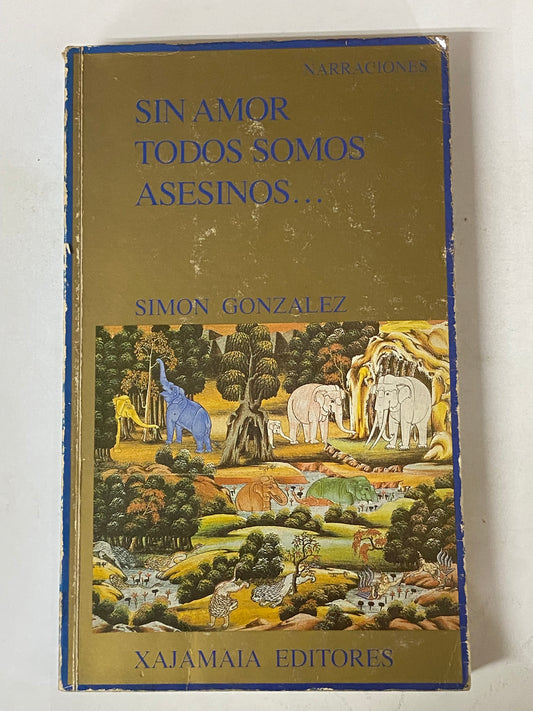 NARRACIONES
SIN AMOR
TODOS SOMOS
ASESINOS...
SIMON GONZALEZ
XAJAMAIA EDITORES